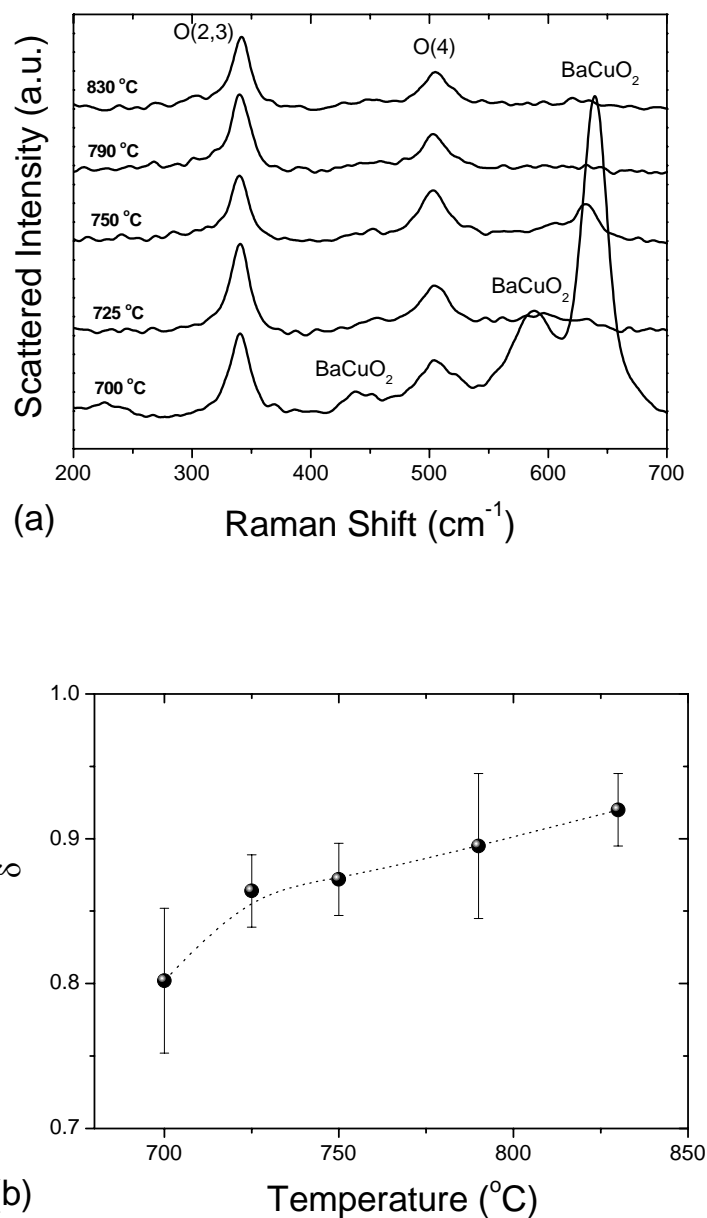 O(2,3)
O(4)
BaCuO₂
830 °C
790 °C
750 °C
BaCuO₂
725 °C
BaCuO₂
700 °C
Scattered Intensity (a.u.)
200 300 400 500 600 700
(a) Raman Shift (cm⁻¹)
1.0
0.9
δ
0.8
0.7
700 750 800 850
b) Temperature (°C)